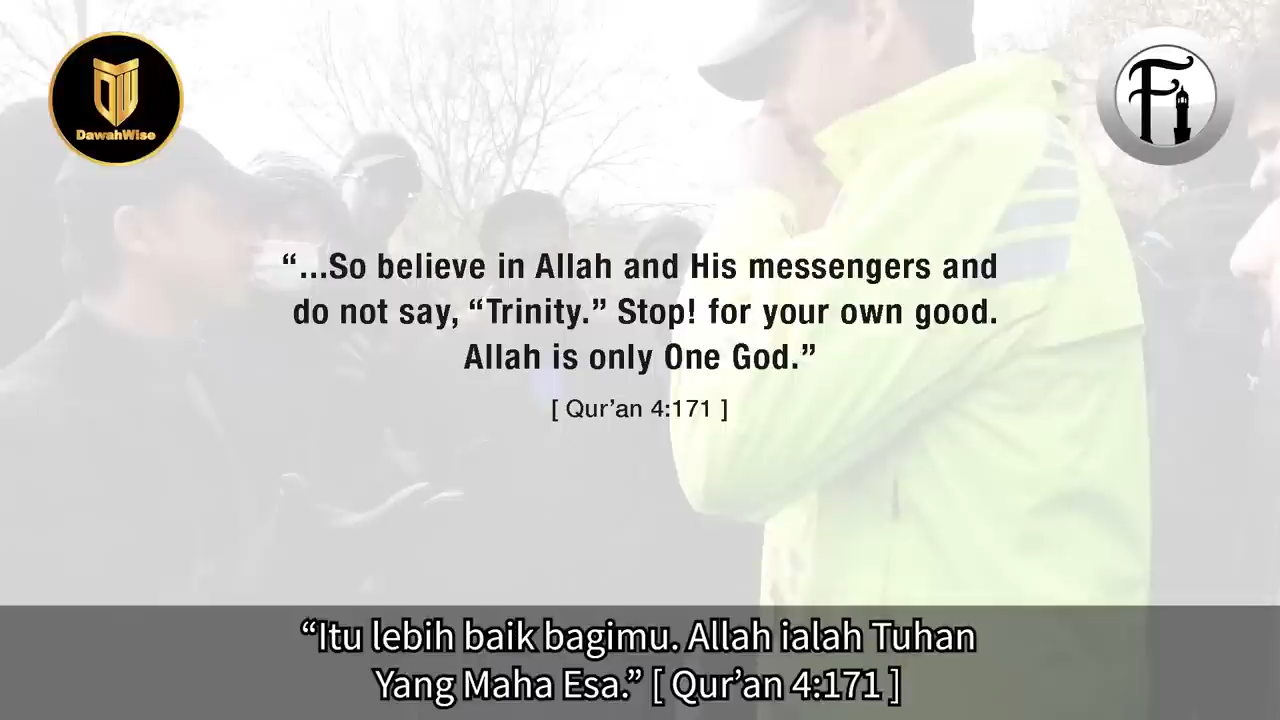 DawahWise
Fi
“...So believe in Allah and His messengers and
do not say, “Trinity.” Stop! for your own good.
Allah is only One God.”
[ Qur’an 4:171 ]
“Itu lebih baik bagimu. Allah ialah Tuhan
Yang Maha Esa.” [ Qur’an 4:171 ]